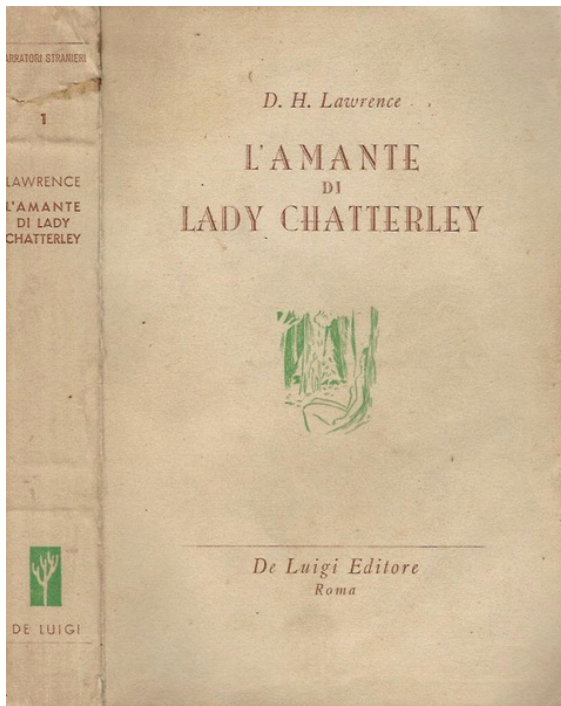 ARRATORI STRANIERI
1
LAWRENCE
L'AMANTE
DI LADY
CHATTERLEY
DE LUIGI
D. H. Lawrence
L'AMANTE
DI
LADY CHATTERLEY
De Luigi Editore
Roma